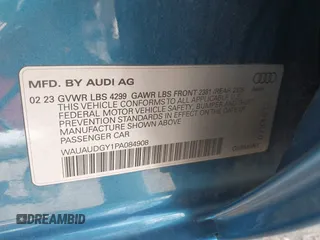 MFD. BY AUDI AG
02 23 GVWR LBS 4299 GAWR LBS FRONT 2381 REAR
THIS VEHICLE CONFORMS TO ALL APPLICABLE
FEDERAL MOTOR VEHICLE SAFETY, BUMPER, AND THEFT
PREVENTION STANDARDS IN EFFECT ON THE
DATE OF MANUFACTURE SHOWN ABOVE
PASSENGER CAR
WAUAUDGY1PA084908
DREAMBID